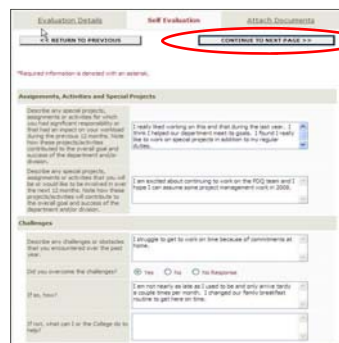 Evaluation Details Self Evaluation Attach Documents
<< RETURN TO PREVIOUS CONTINUE TO NEXT PAGE >>
*Required information is denoted with an asterisk.
Assignments, Activities and Special Projects
Describe any special projects,
assignments or activities for which
you had significant responsibility or
that had an impact on your workload
during the previous 12 months. Note
how these projects/activities
contributed to the overall goal and
success of the department and/or
division.
I really liked working on this and that during the last year. I
think I helped our department meet its goals. I found I really
like to work on special projects in addition to my regular
duties.
Describe any special projects,
assignments or activities that you will
be or would like to be involved in over
the next 12 months. Note how these
projects/activities will contribute to
the overall goal and success of the
department and/or division.
I am excited about continuing to work on the PDQ team and I
hope I can assume some project management work in 2008.
Challenges
Describe any challenges or obstacles
that you encountered over the past
year.
I struggle to get to work on time because of commitments at
home.
Did you overcome the challenges?
Yes No No Response
If so, how?
I am not nearly as late as I used to be and only arrive tardy
a couple times per month. I changed our family breakfast
routine to get here on time.
If not, what can I or the College do to
help?